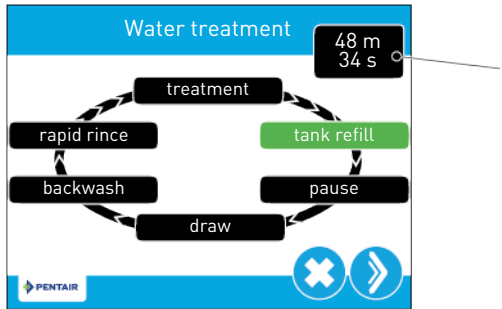 Water treatment
48 m
34 s
treatment
rapid rince
tank refill
backwash
pause
draw
PENTAIR